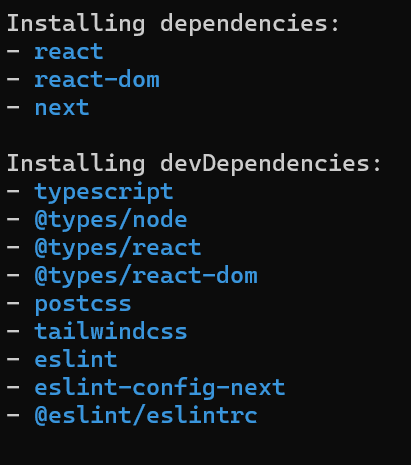 Installing dependencies:
- react
- react-dom
- next
Installing devDependencies:
- typescript
- @types/node
- @types/react
- @types/react-dom
- postcss
- tailwindcss
- eslint
- eslint-config-next
- @eslint/eslintrc